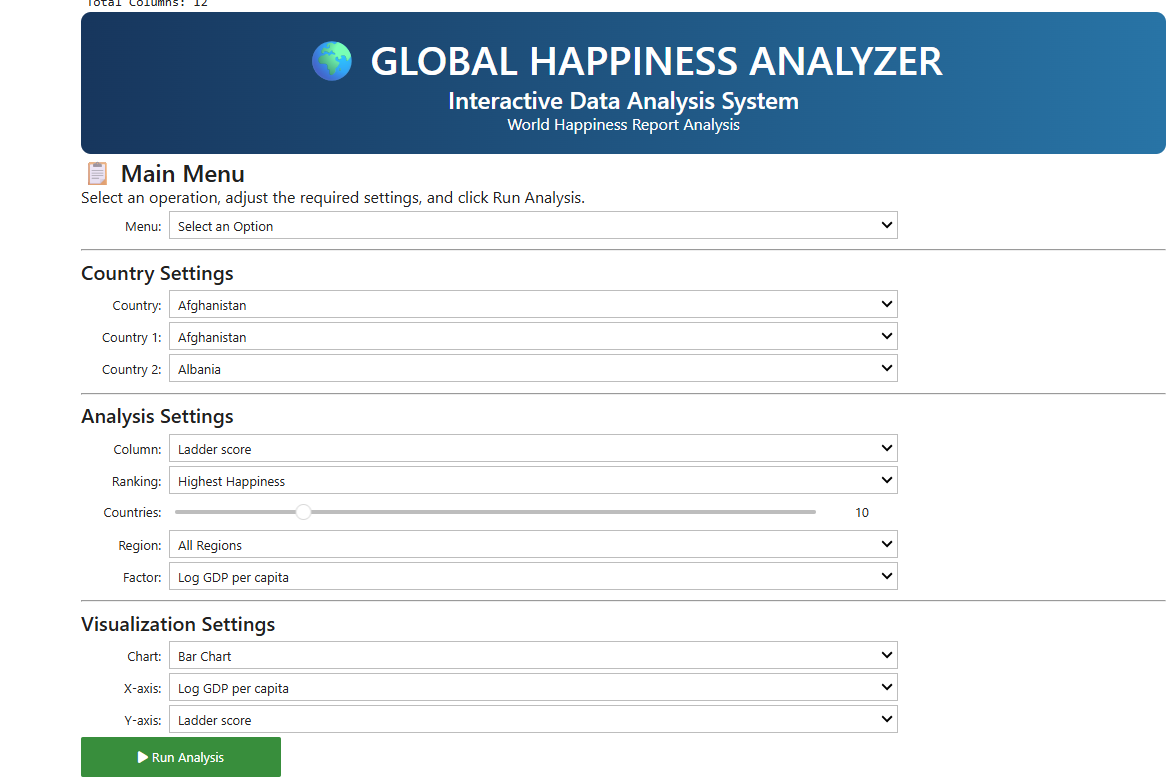 Total Columns: 12
GLOBAL HAPPINESS ANALYZER
Interactive Data Analysis System
World Happiness Report Analysis
Main Menu
Select an operation, adjust the required settings, and click Run Analysis.
Menu: Select an Option
Country Settings
Country: Afghanistan
Country 1: Afghanistan
Country 2: Albania
Analysis Settings
Column: Ladder score
Ranking: Highest Happiness
Countries: 10
Region: All Regions
Factor: Log GDP per capita
Visualization Settings
Chart: Bar Chart
X-axis: Log GDP per capita
Y-axis: Ladder score
Run Analysis